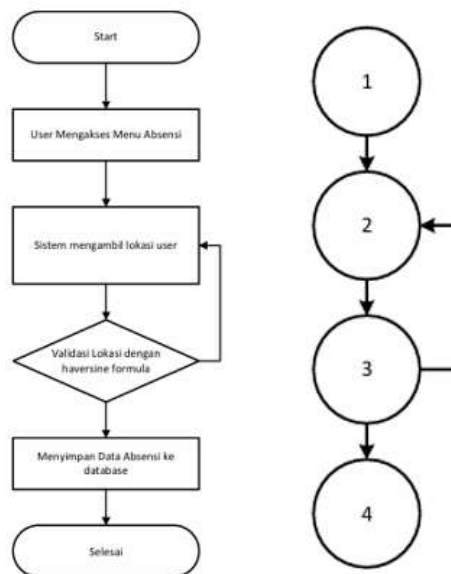 Start
User Mengakses Menu Absensi
Sistem mengambil lokasi user
Validasi Lokasi dengan
haversine formula
Menyimpan Data Absensi ke
database
Selesai
1
2
3
4